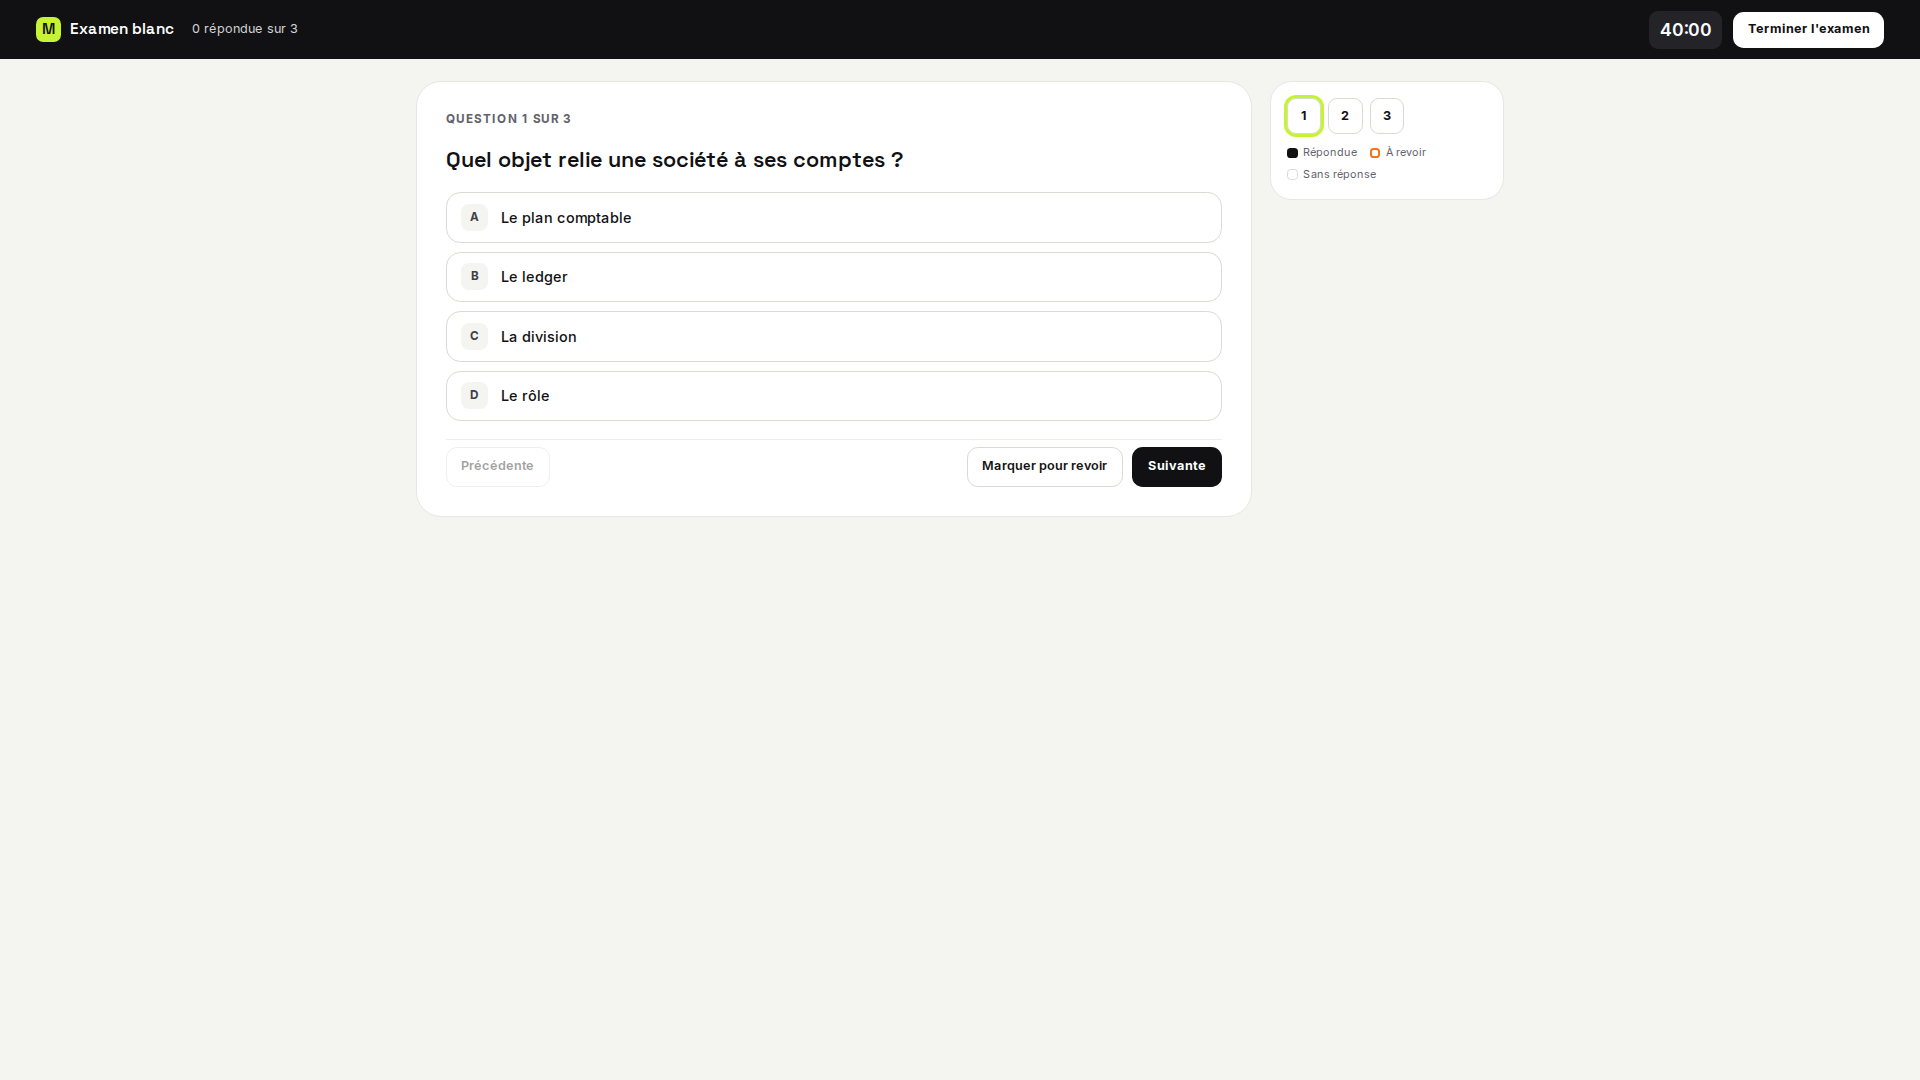 M Examen blanc 0 répondue sur 3 40:00 Terminer l'examen
QUESTION 1 SUR 3
Quel objet relie une société à ses comptes ?
A Le plan comptable
B Le ledger
C La division
D Le rôle
Précédente Marquer pour revoir Suivante
1 2 3
Répondue À revoir
Sans réponse